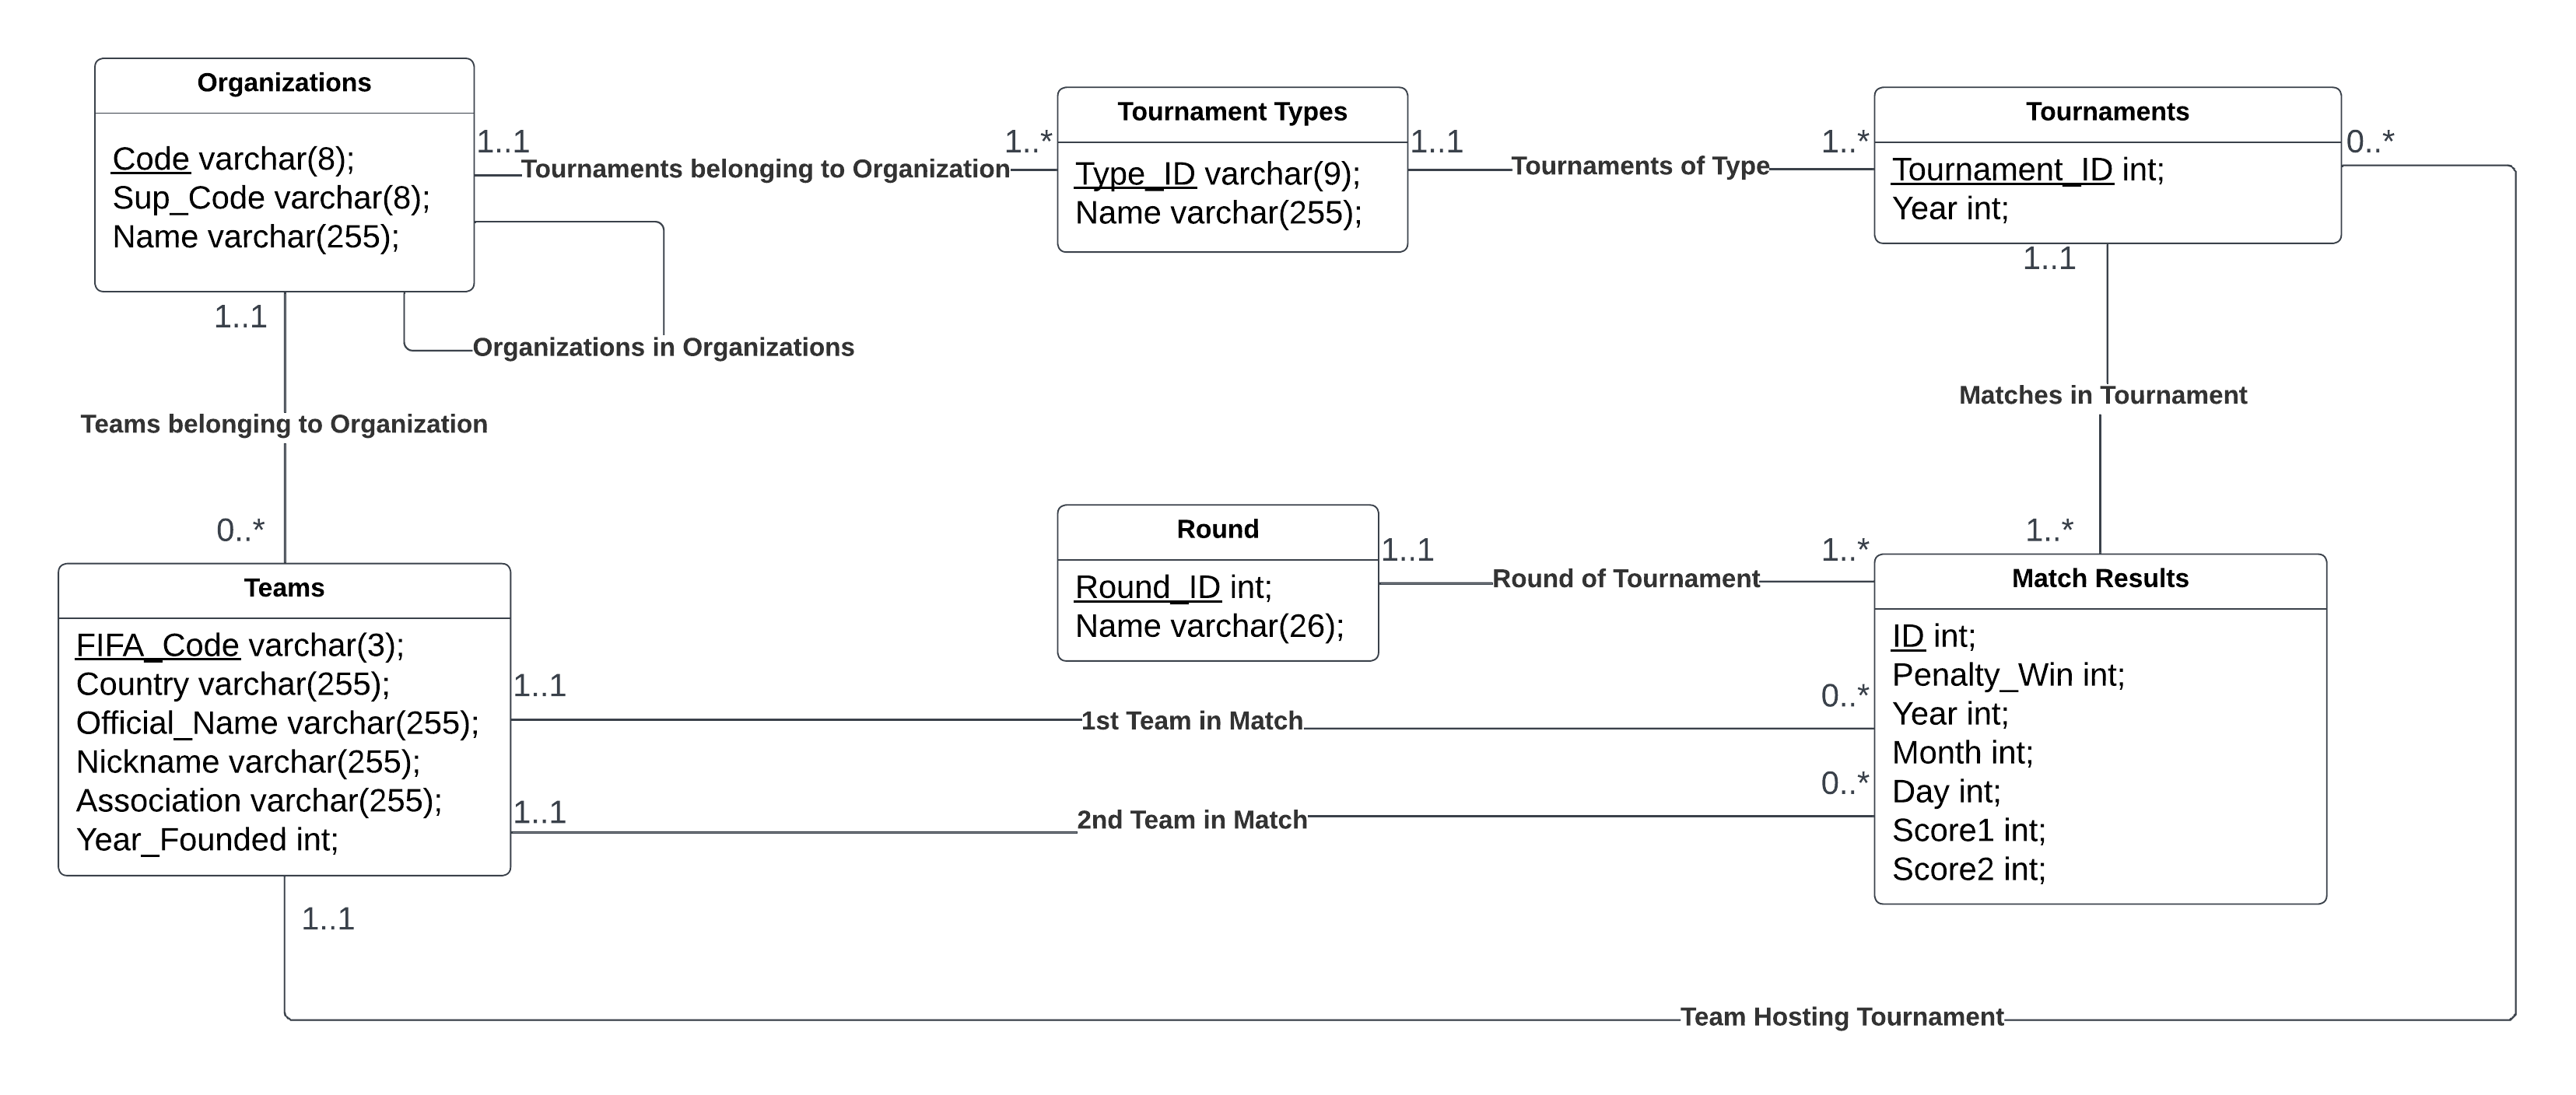 Organizations
Code varchar(8);
Sup_Code varchar(8);
Name varchar(255);
1..1
Tournaments belonging to Organization
1..*
Tournament Types
Type_ID varchar(9);
Name varchar(255);
1..1
Tournaments of Type
1..*
Tournaments
Tournament_ID int;
Year int;
0..*
1..1
Organizations in Organizations
1..1
Teams belonging to Organization
0..*
Matches in Tournament
1..*
Teams
FIFA_Code varchar(3);
Country varchar(255);
Official_Name varchar(255);
Nickname varchar(255);
Association varchar(255);
Year_Founded int;
Round
Round_ID int;
Name varchar(26);
1..1
Round of Tournament
1..*
Match Results
ID int;
Penalty_Win int;
Year int;
Month int;
Day int;
Score1 int;
Score2 int;
1..1
1st Team in Match
0..*
1..1
2nd Team in Match
0..*
1..1
Team Hosting Tournament